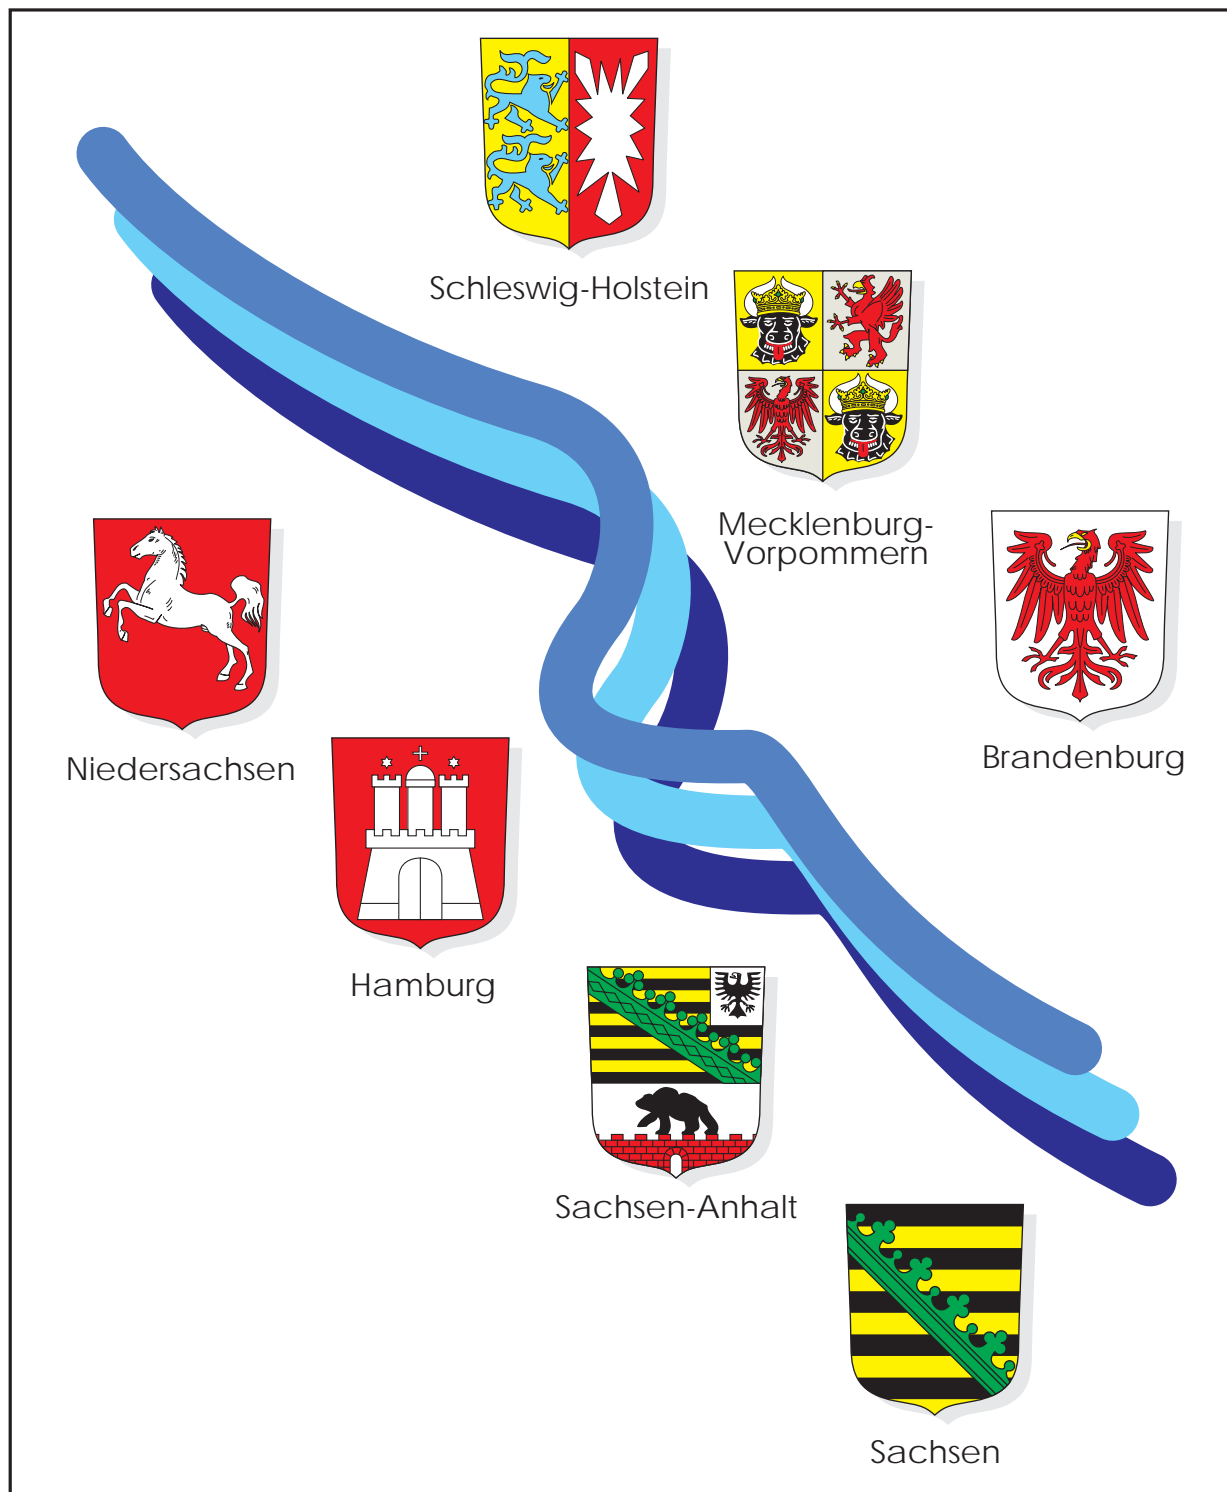 Schleswig-Holstein
Mecklenburg-
Vorpommern
Niedersachsen
Brandenburg
Hamburg
Sachsen-Anhalt
Sachsen